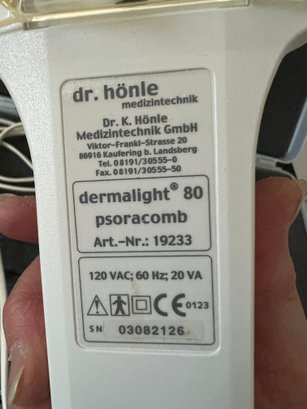 dr. hönle
medizintechnik
Dr. K. Hönle
Medizintechnik GmbH
Viktor-Frankl-Strasse 20
86916 Kaufering b. Landsberg
Tel. 08191/30555-0
Fax. 08191/30555-50
dermalight® 80
psoracomb
Art.-Nr.: 19233
120 VAC; 60 Hz; 20 VA
CE 0123
SN 03082126